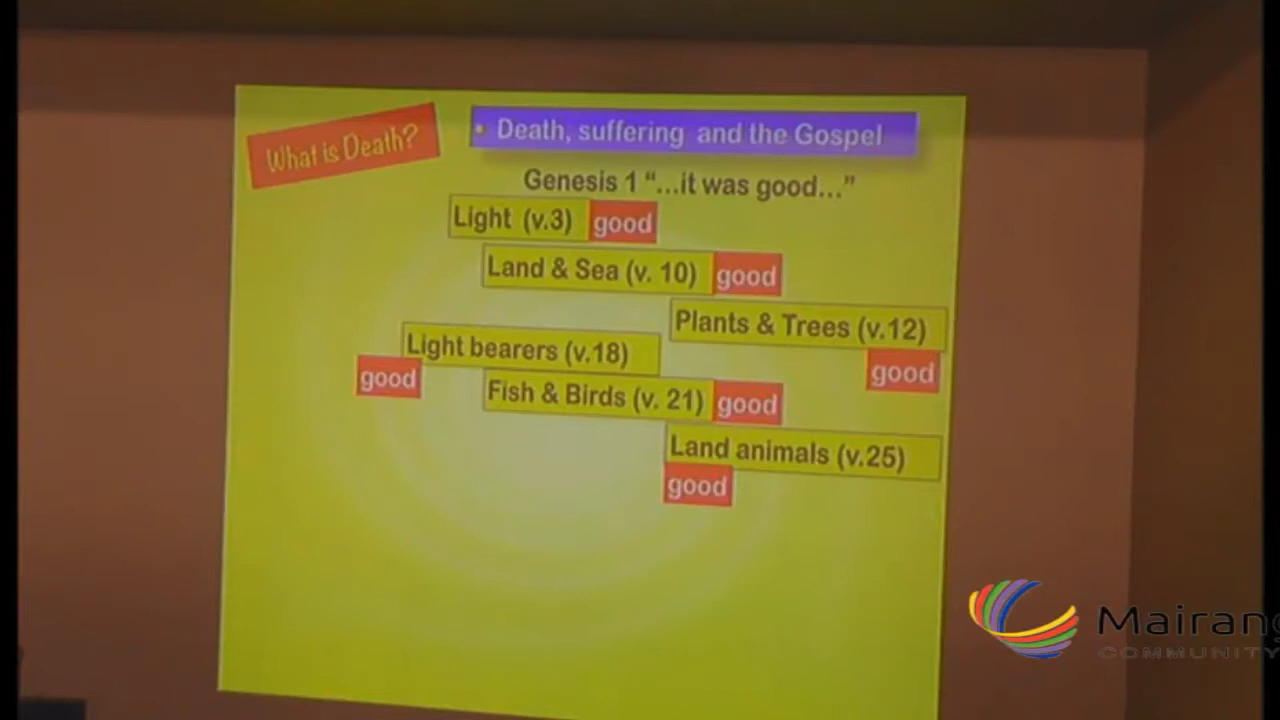 What is Death?
• Death, suffering and the Gospel
Genesis 1 “...it was good...”
Light (v.3) good
Land & Sea (v. 10) good
Plants & Trees (v.12)
good
Light bearers (v.18)
good
Fish & Birds (v. 21) good
Land animals (v.25)
good
Mairang
COMMUNITY